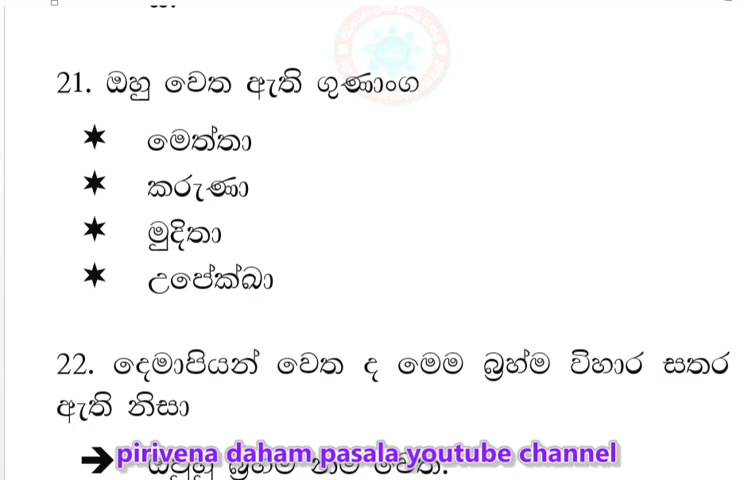 21. ඔහු වෙත ඇති ගුණාංග
✶ මෙත්තා
✶ කරුණා
✶ මුදිතා
✶ උපේක්ඛා
22. දෙමාපියන් වෙත ද මෙම බ්‍රහ්ම විහාර සතර
ඇති නිසා
➔ pirivena daham pasala youtube channel